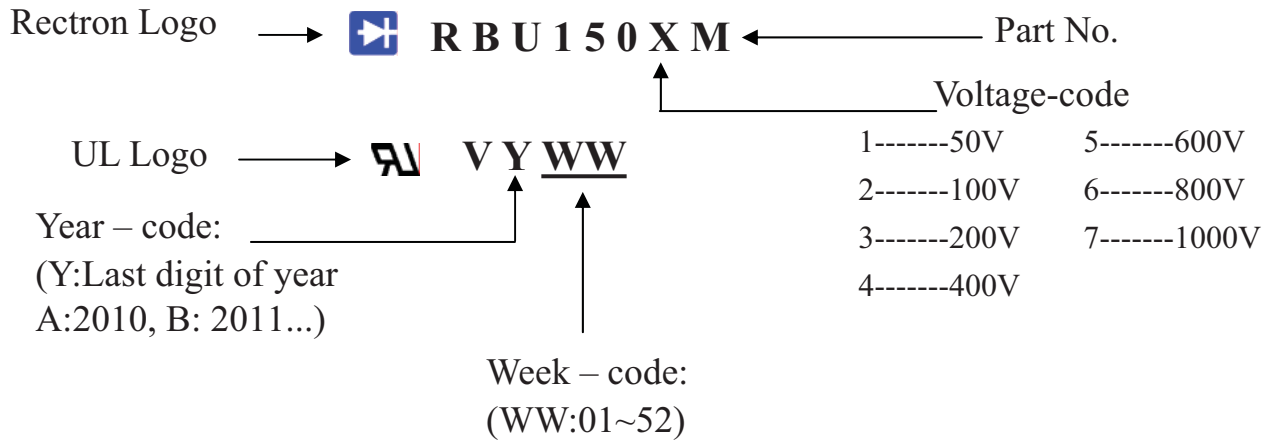 Rectron Logo R B U 1 5 0 X M Part No.
Voltage-code
1-------50V 5-------600V
2-------100V 6-------800V
3-------200V 7-------1000V
4-------400V
UL Logo V Y WW
Year – code:
(Y:Last digit of year
A:2010, B: 2011...)
Week – code:
(WW:01~52)